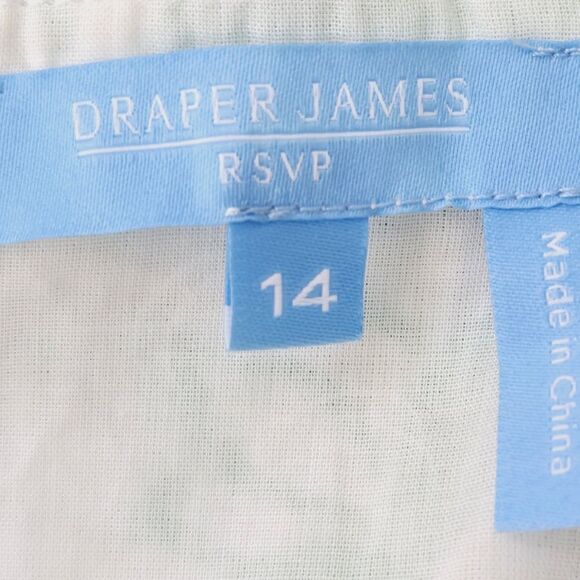 DRAPER JAMES
RSVP
14
Made in China